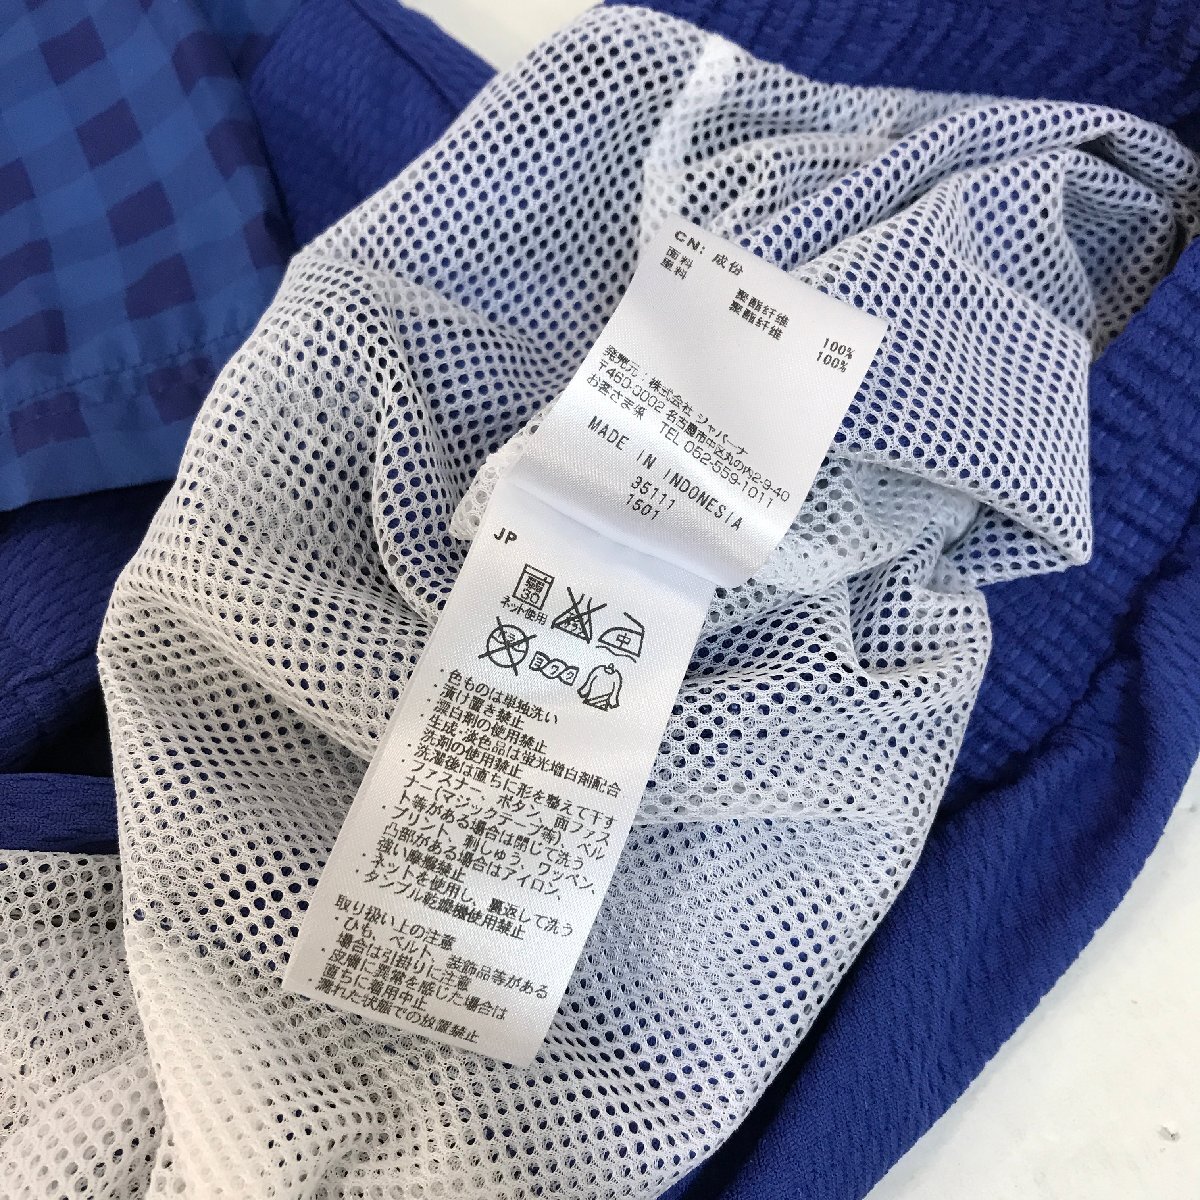 CN: 成份
面料 聚酯纤维 100%
里料 聚酯纤维 100%
発売元:株式会社 ジャパーナ
〒460-0002 名古屋市中区丸の内2-9-40
お客さま係 TEL 052-559-1011
MADE IN INDONESIA
35111
1501
JP
弱 30
ネット使用
中
ヨワク
・色ものは単独洗い
・漬け置き禁止
・漂白剤の使用禁止
・生成・淡色品は蛍光増白剤配合
洗剤の使用禁止
・洗濯後は直ちに形を整えて干す
・ファスナー、ボタン、面ファス
ナー(マジックテープ等)、ベル
ト等がある場合は閉じて洗う
・プリント、刺しゅう、ワッペン、
凸部がある場合はアイロン、
強い摩擦禁止
・ネットを使用し、裏返して洗う
・タンブル乾燥機使用禁止
取り扱い上の注意
・ひも、ベルト、装飾品等がある
場合は引掛りに注意
・皮膚に異常を感じた場合は
直ちに着用中止
・濡れた状態での放置禁止